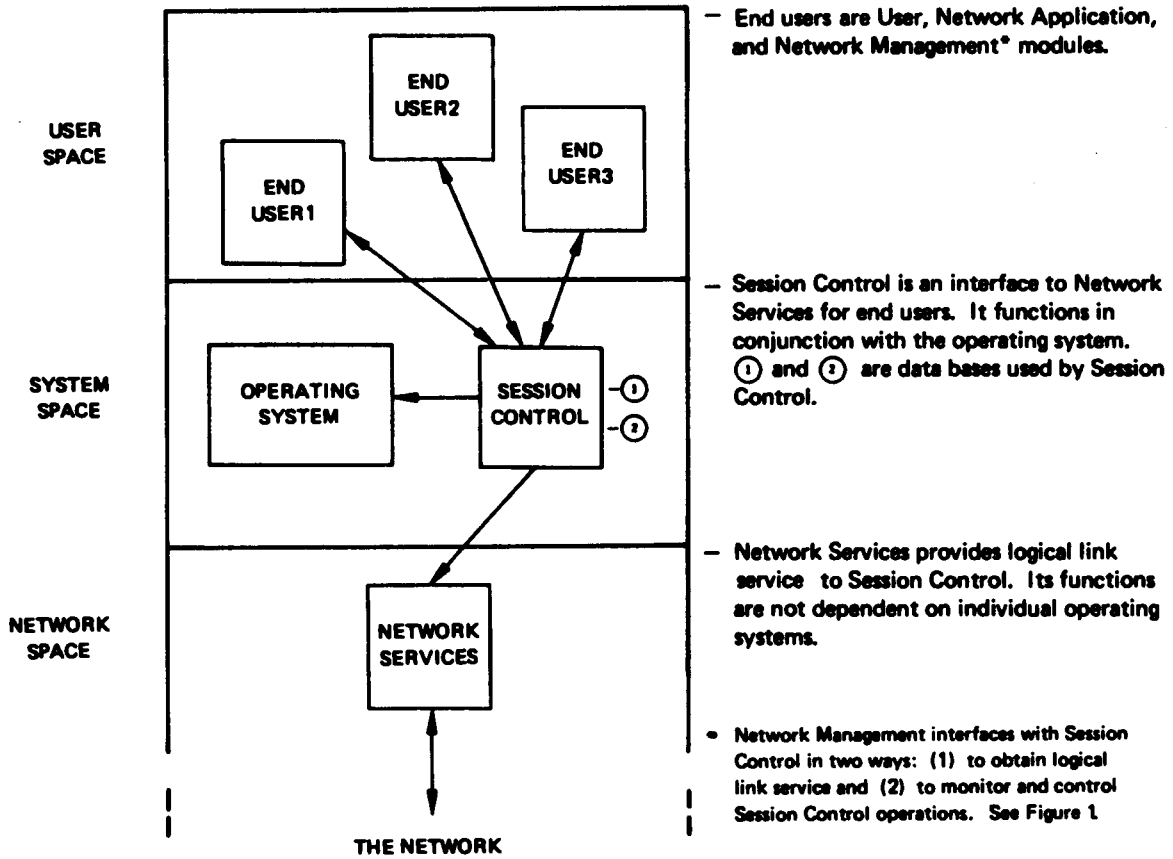 — End users are User, Network Application,
and Network Management* modules.
USER
SPACE
END
USER2
END
USER3
END
USER1
— Session Control is an interface to Network
Services for end users. It functions in
conjunction with the operating system.
① and ② are data bases used by Session
Control.
SYSTEM
SPACE
OPERATING
SYSTEM
SESSION
CONTROL
—①
—②
— Network Services provides logical link
service to Session Control. Its functions
are not dependent on individual operating
systems.
NETWORK
SPACE
NETWORK
SERVICES
* Network Management interfaces with Session
Control in two ways: (1) to obtain logical
link service and (2) to monitor and control
Session Control operations. See Figure 1.
THE NETWORK